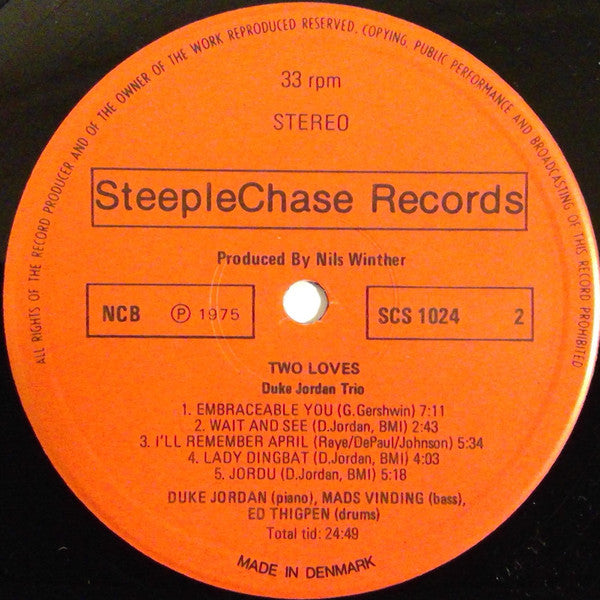 ALL RIGHTS OF THE RECORD PRODUCER AND OF THE OWNER OF THE WORK REPRODUCED RESERVED. COPYING, PUBLIC PERFORMANCE AND BROADCASTING OF THIS RECORD PROHIBITED
33 rpm
STEREO
SteepleChase Records
Produced By Nils Winther
NCB Ⓟ 1975 SCS 1024 2
TWO LOVES
Duke Jordan Trio
1. EMBRACEABLE YOU (G.Gershwin) 7:11
2. WAIT AND SEE (D.Jordan, BMI) 2:43
3. I'LL REMEMBER APRIL (Raye/DePaul/Johnson) 5:34
4. LADY DINGBAT (D.Jordan, BMI) 4:03
5. JORDU (D.Jordan, BMI) 5:18
DUKE JORDAN (piano), MADS VINDING (bass),
ED THIGPEN (drums)
Total tid: 24:49
MADE IN DENMARK